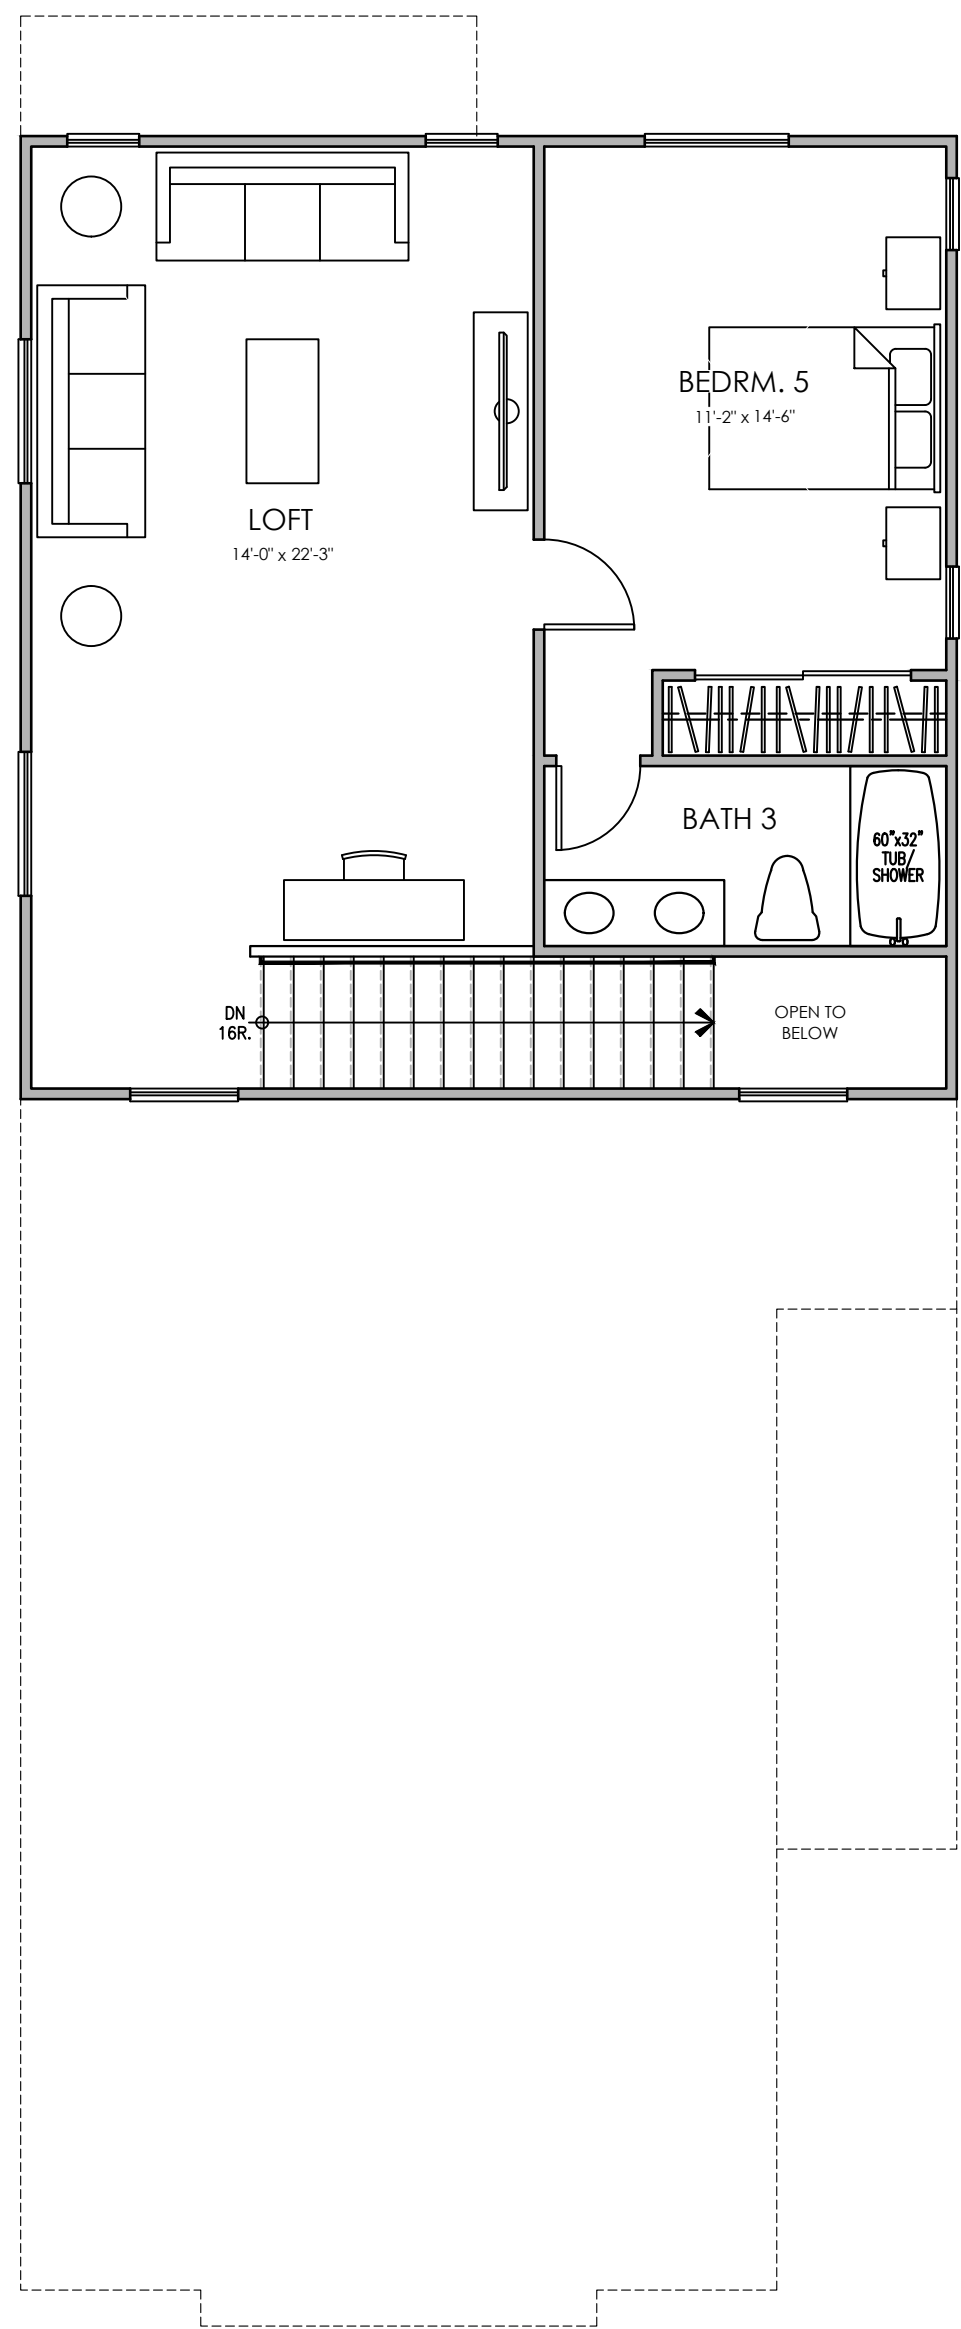 BEDRM. 5
11'-2" x 14'-6"
LOFT
14'-0" x 22'-3"
BATH 3
60"x32"
TUB/
SHOWER
DN
16R.
OPEN TO
BELOW